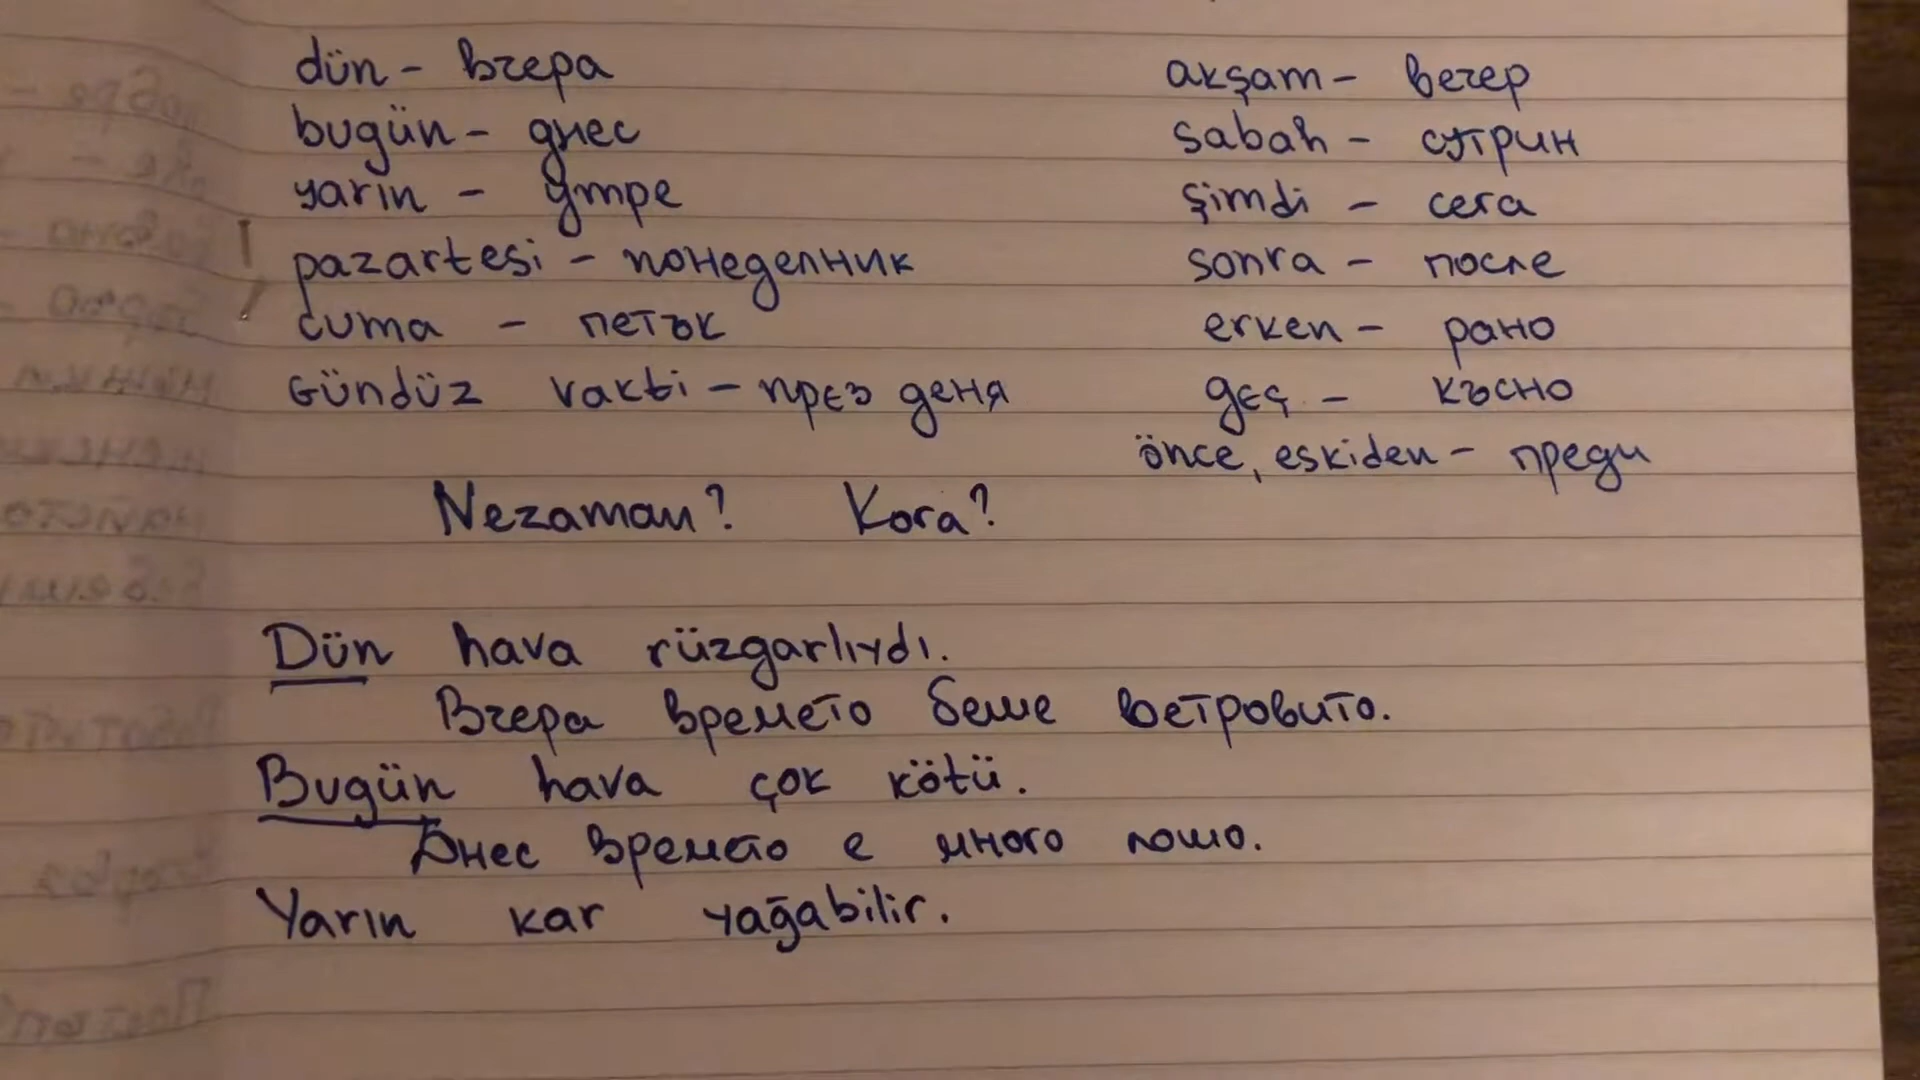 dün - вчера
bugün - днес
yarın - утре
pazartesi - понеделник
cuma - петък
Gündüz vakti - през деня
akşam - вечер
sabah - сутрин
şimdi - сега
sonra - после
erken - рано
geç - късно
önce, eskiden - преди
Nezaman? Кога?
Dün hava rüzgarlıydı.
Вчера времето беше ветровито.
Bugün hava çok kötü.
Днес времето е много лошо.
Yarın kar yağabilir.